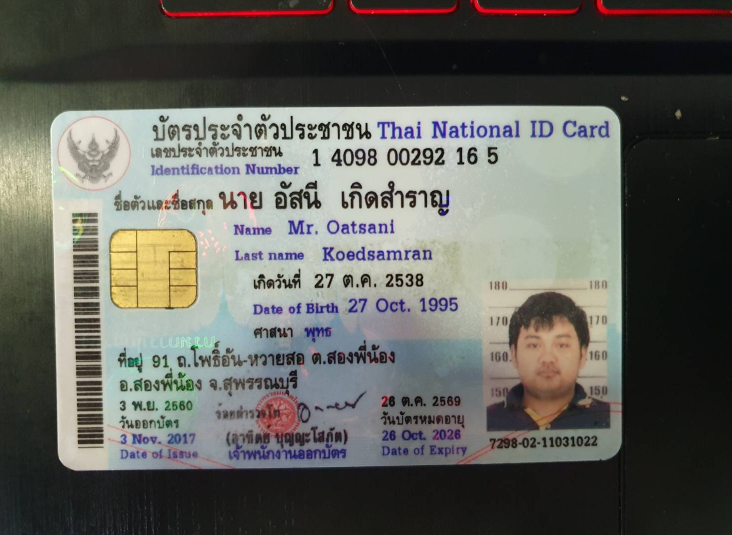 บัตรประจำตัวประชาชน Thai National ID Card
เลขประจำตัวประชาชน 1 4098 00292 16 5
Identification Number
ชื่อตัวและชื่อสกุล นาย อัสนี เกิดสำราญ
Name Mr. Oatsani
Last name Koedsamran
เกิดวันที่ 27 ต.ค. 2538
Date of Birth 27 Oct. 1995
ศาสนา พุทธ
ที่อยู่ 91 ถ.โพธิ์อ้น-หวายสอ ต.สองพี่น้อง
อ.สองพี่น้อง จ.สุพรรณบุรี
3 พ.ย. 2560
วันออกบัตร
3 Nov. 2017
Date of Issue
ร้อยตำรวจโท
เจ้าพนักงานออกบัตร
26 ต.ค. 2569
วันบัตรหมดอายุ
26 Oct. 2026
Date of Expiry
180 180
170 170
160 160
150 150
7298-02-11031022